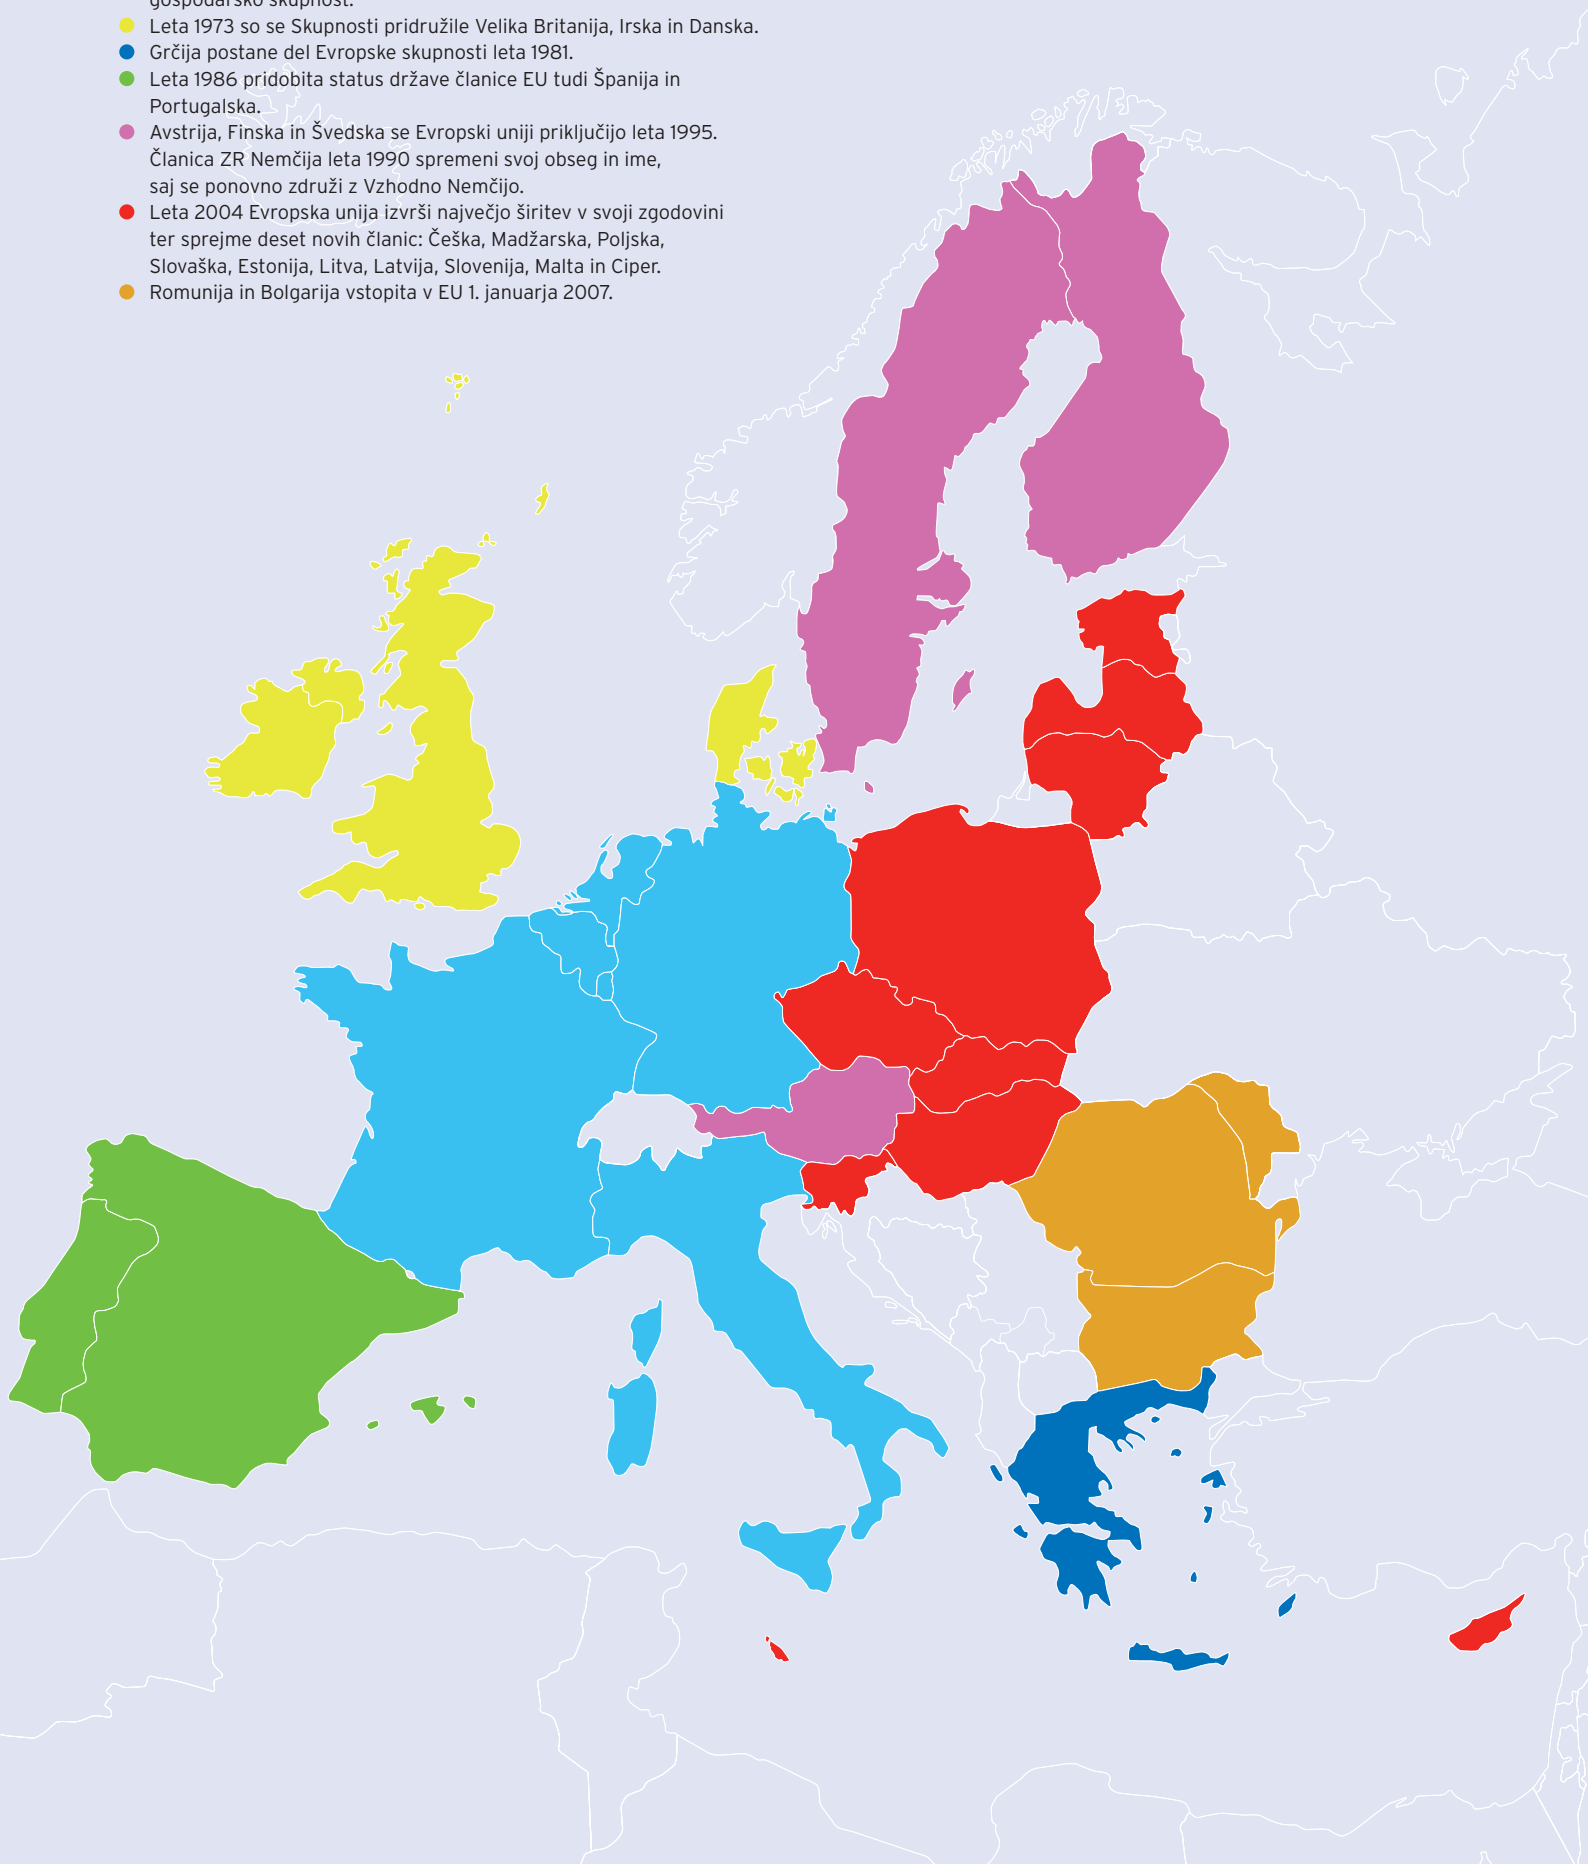 gospodarsko skupnost.
Leta 1973 so se Skupnosti pridružile Velika Britanija, Irska in Danska.
Grčija postane del Evropske skupnosti leta 1981.
Leta 1986 pridobita status države članice EU tudi Španija in
Portugalska.
Avstrija, Finska in Švedska se Evropski uniji priključijo leta 1995.
Članica ZR Nemčija leta 1990 spremeni svoj obseg in ime,
saj se ponovno združi z Vzhodno Nemčijo.
Leta 2004 Evropska unija izvrši največjo širitev v svoji zgodovini
ter sprejme deset novih članic: Češka, Madžarska, Poljska,
Slovaška, Estonija, Litva, Latvija, Slovenija, Malta in Ciper.
Romunija in Bolgarija vstopita v EU 1. januarja 2007.